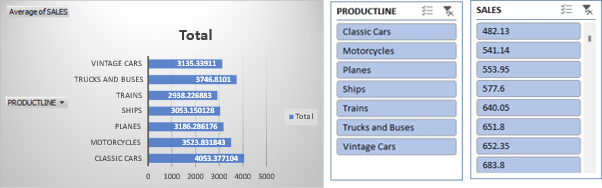 Average of SALES
Total
VINTAGE CARS 3135.33911
TRUCKS AND BUSES 3746.8101
TRAINS 2938.226883
SHIPS 3053.150128
PLANES 3186.286176
MOTORCYCLES 3523.831843
CLASSIC CARS 4053.377104
PRODUCTLINE
Total
0 1000 2000 3000 4000 5000
PRODUCTLINE
Classic Cars
Motorcycles
Planes
Ships
Trains
Trucks and Buses
Vintage Cars
SALES
482.13
541.14
553.95
577.6
640.05
651.8
652.35
683.8